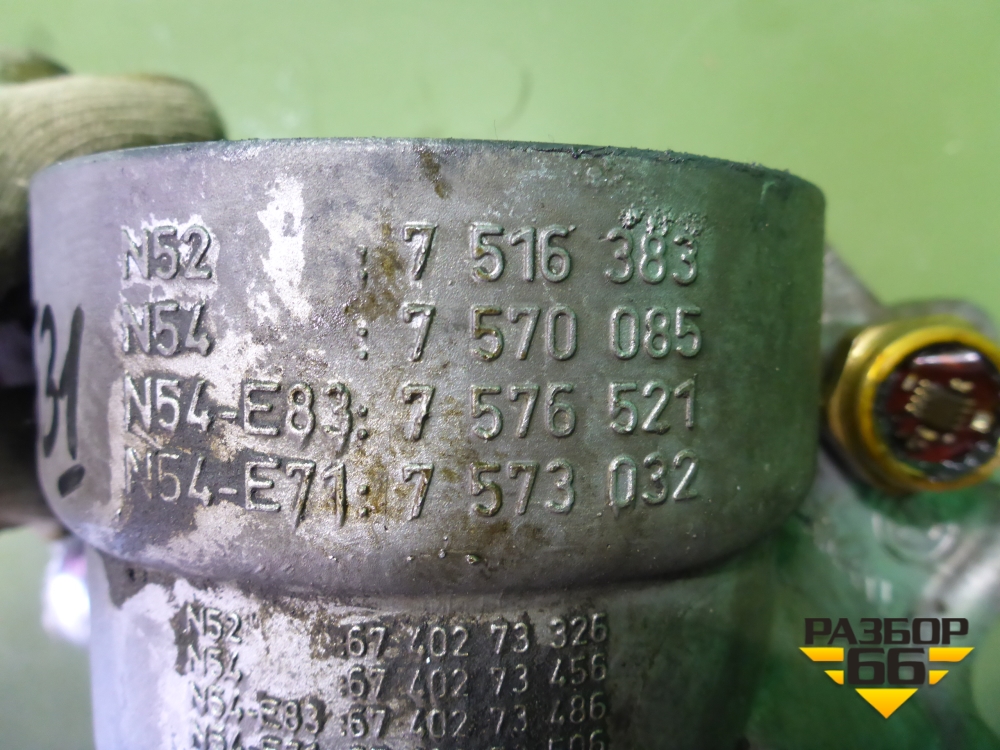 N52 : 7 516 383
N54 : 7 570 085
N54-E83: 7 576 521
N54-E71: 7 573 032
31
N52 :67 402 73 326
N54 :67 402 73 456
N54-E83 :67 402 73 486
РАЗБОР
66